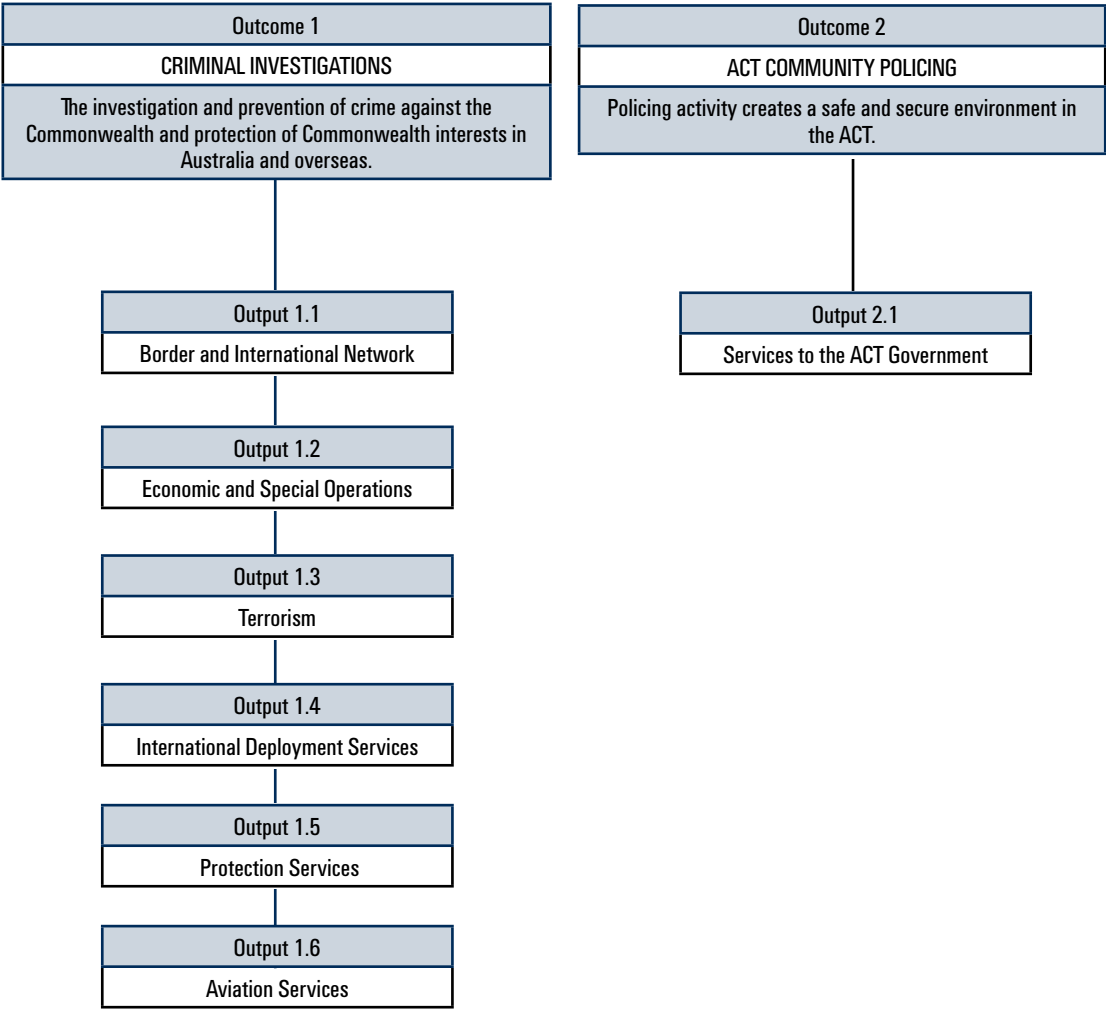 Outcome 1
CRIMINAL INVESTIGATIONS
The investigation and prevention of crime against the
Commonwealth and protection of Commonwealth interests in
Australia and overseas.
Output 1.1
Border and International Network
Output 1.2
Economic and Special Operations
Output 1.3
Terrorism
Output 1.4
International Deployment Services
Output 1.5
Protection Services
Output 1.6
Aviation Services
Outcome 2
ACT COMMUNITY POLICING
Policing activity creates a safe and secure environment in
the ACT.
Output 2.1
Services to the ACT Government